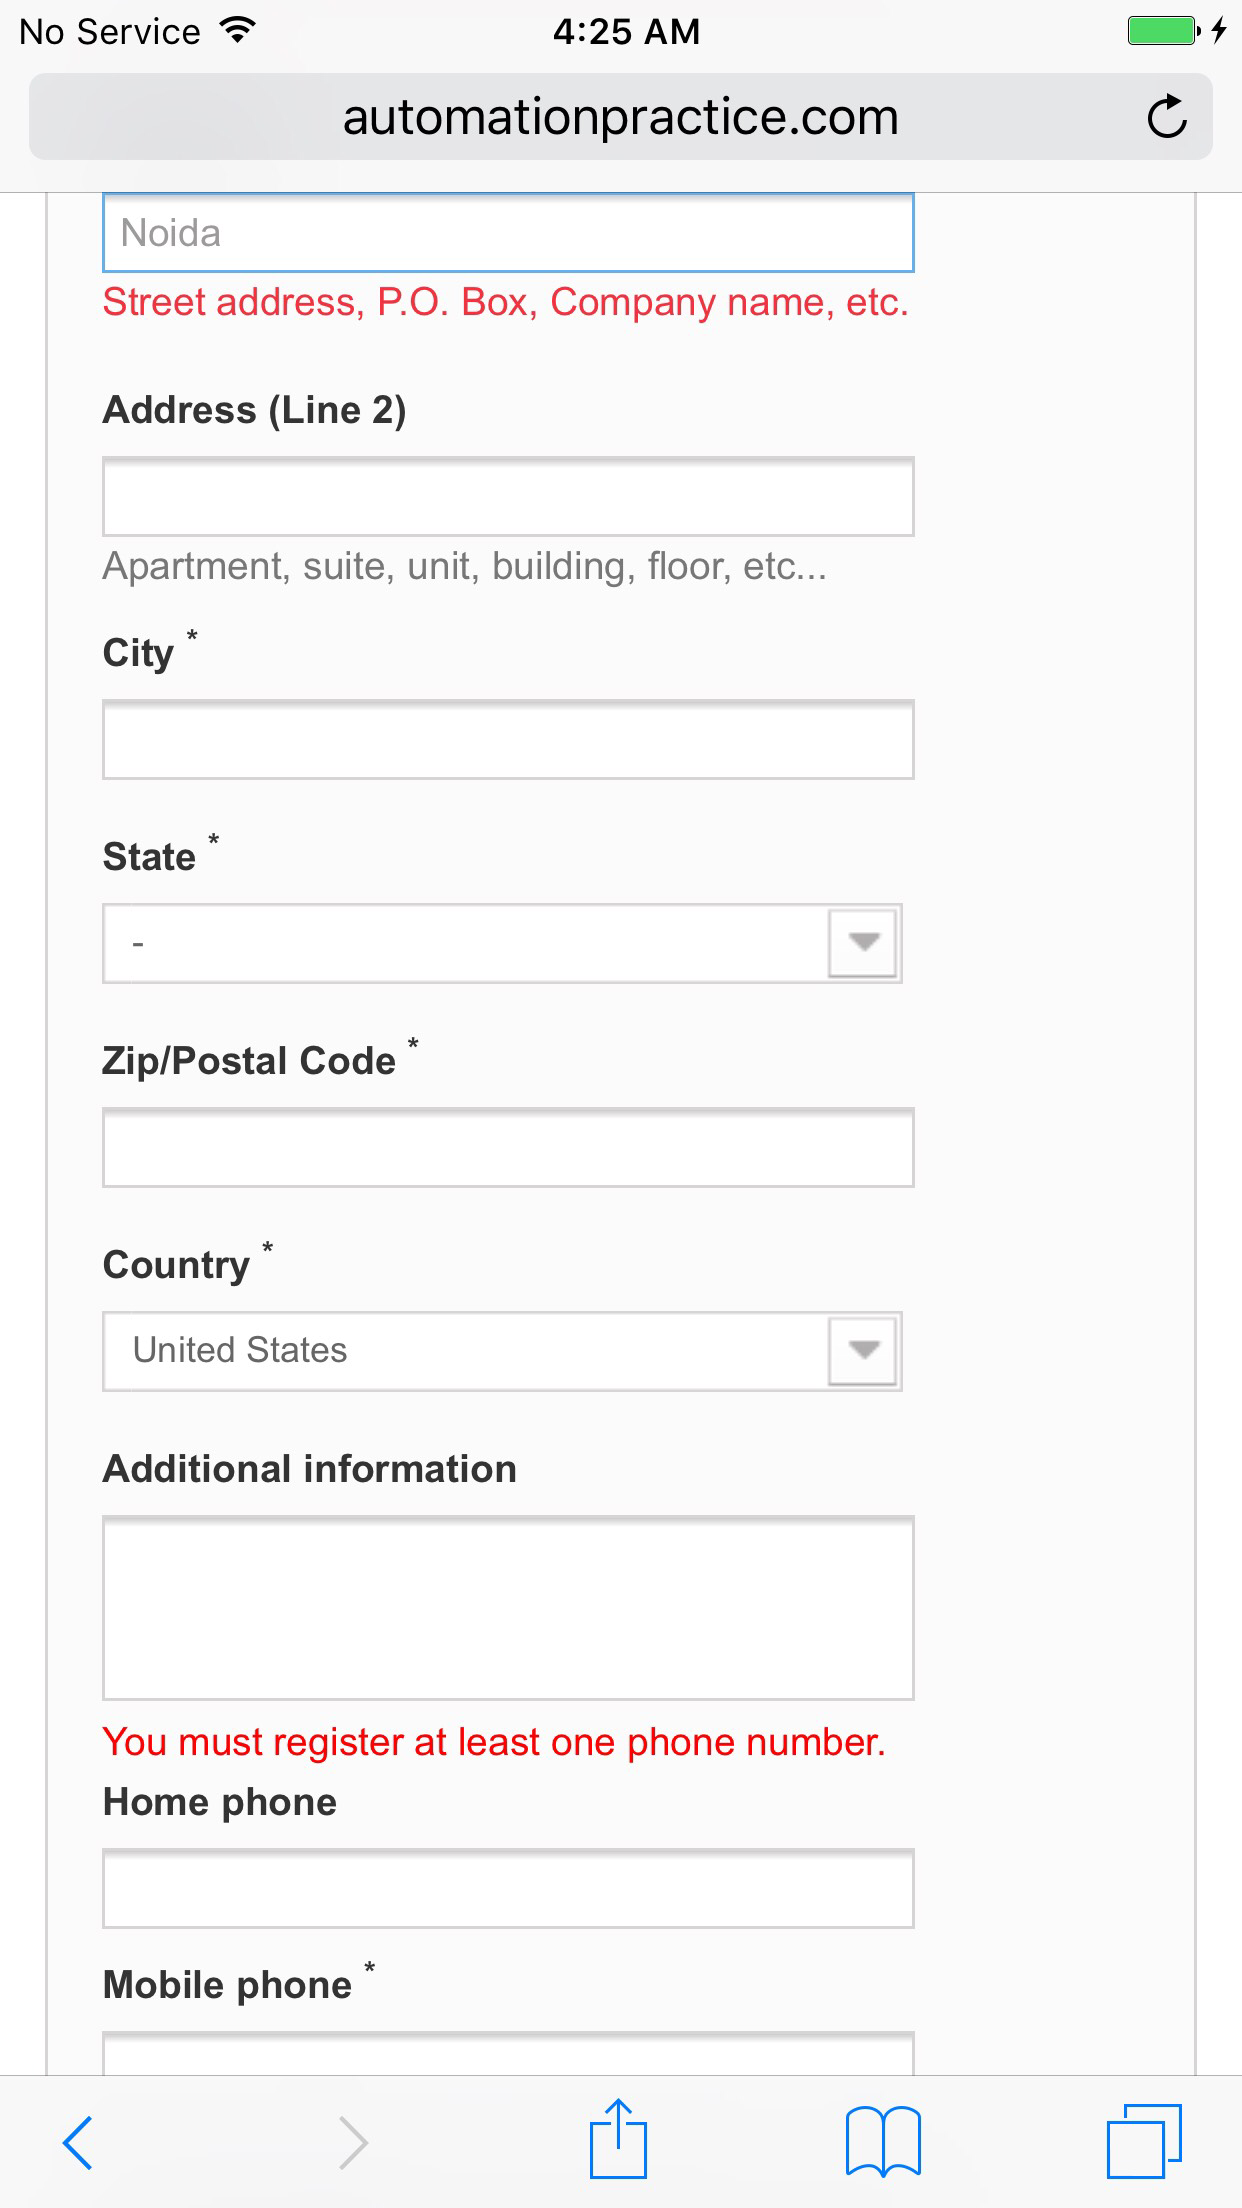 No Service 4:25 AM
automationpractice.com
Noida
Street address, P.O. Box, Company name, etc.
Address (Line 2)
Apartment, suite, unit, building, floor, etc...
City *
State *
-
Zip/Postal Code *
Country *
United States
Additional information
You must register at least one phone number.
Home phone
Mobile phone *